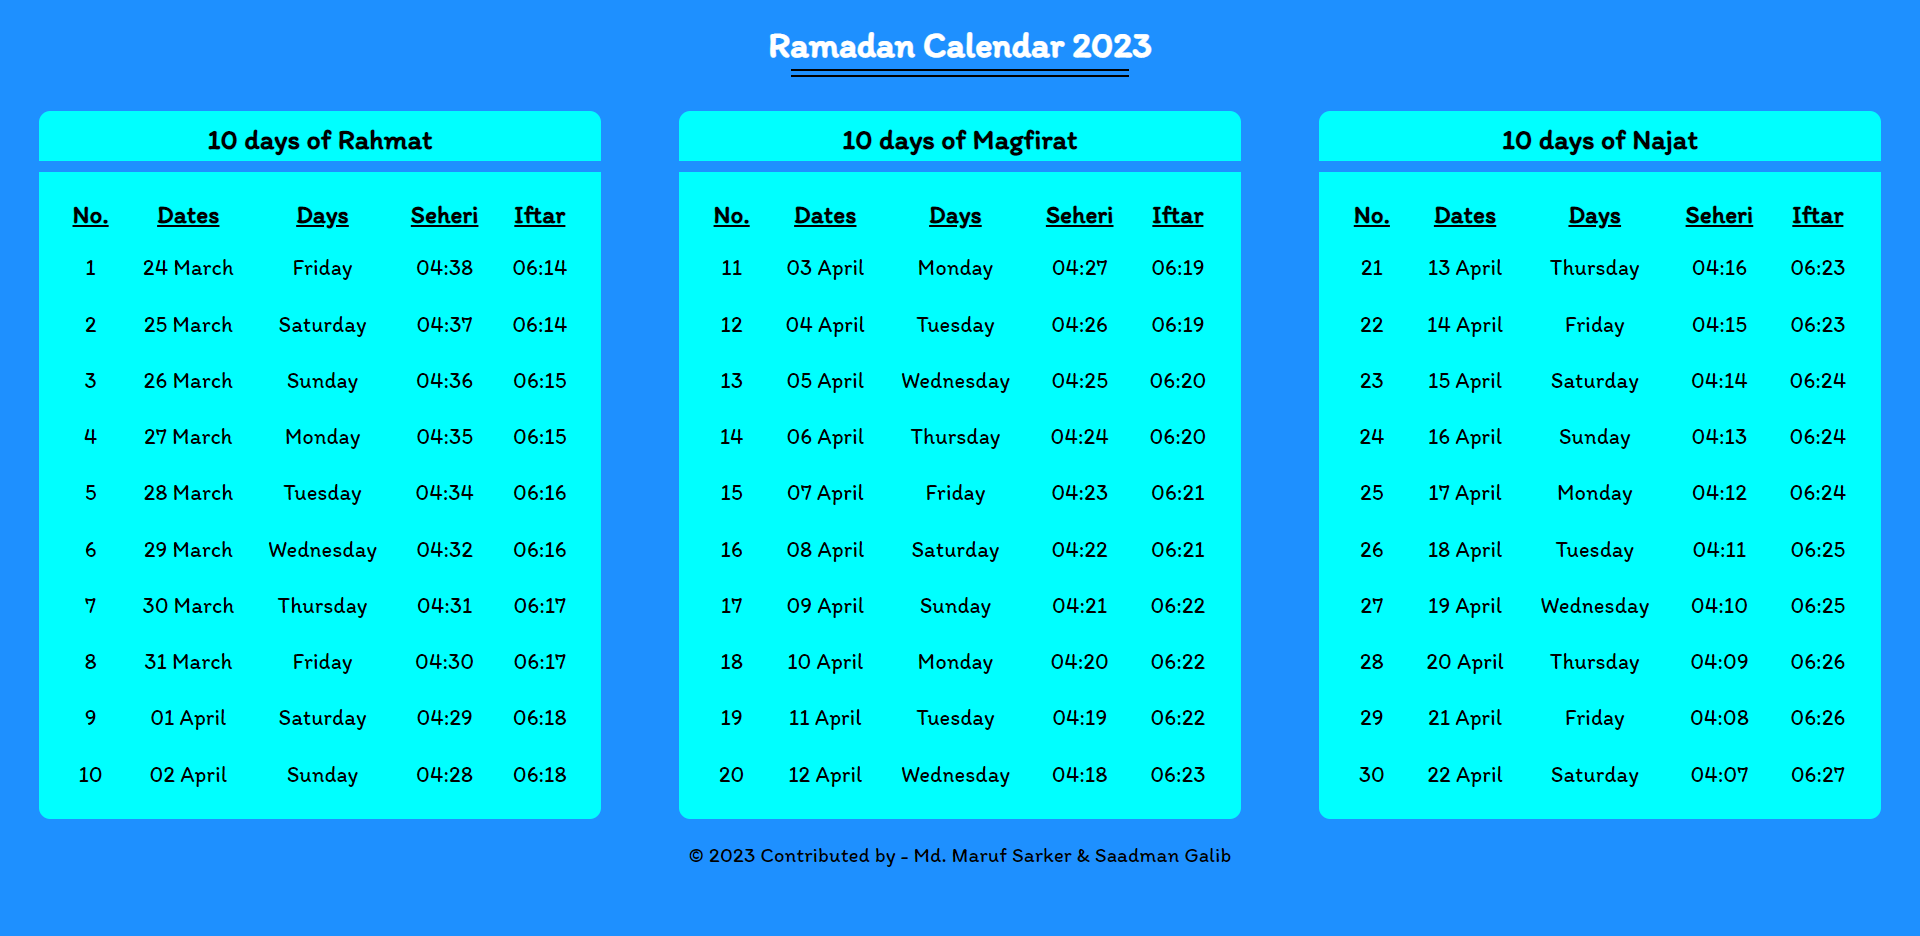 Ramadan Calendar 2023
10 days of Rahmat
No. Dates Days Seheri Iftar
1 24 March Friday 04:38 06:14
2 25 March Saturday 04:37 06:14
3 26 March Sunday 04:36 06:15
4 27 March Monday 04:35 06:15
5 28 March Tuesday 04:34 06:16
6 29 March Wednesday 04:32 06:16
7 30 March Thursday 04:31 06:17
8 31 March Friday 04:30 06:17
9 01 April Saturday 04:29 06:18
10 02 April Sunday 04:28 06:18
10 days of Magfirat
No. Dates Days Seheri Iftar
11 03 April Monday 04:27 06:19
12 04 April Tuesday 04:26 06:19
13 05 April Wednesday 04:25 06:20
14 06 April Thursday 04:24 06:20
15 07 April Friday 04:23 06:21
16 08 April Saturday 04:22 06:21
17 09 April Sunday 04:21 06:22
18 10 April Monday 04:20 06:22
19 11 April Tuesday 04:19 06:22
20 12 April Wednesday 04:18 06:23
10 days of Najat
No. Dates Days Seheri Iftar
21 13 April Thursday 04:16 06:23
22 14 April Friday 04:15 06:23
23 15 April Saturday 04:14 06:24
24 16 April Sunday 04:13 06:24
25 17 April Monday 04:12 06:24
26 18 April Tuesday 04:11 06:25
27 19 April Wednesday 04:10 06:25
28 20 April Thursday 04:09 06:26
29 21 April Friday 04:08 06:26
30 22 April Saturday 04:07 06:27
© 2023 Contributed by - Md. Maruf Sarker & Saadman Galib